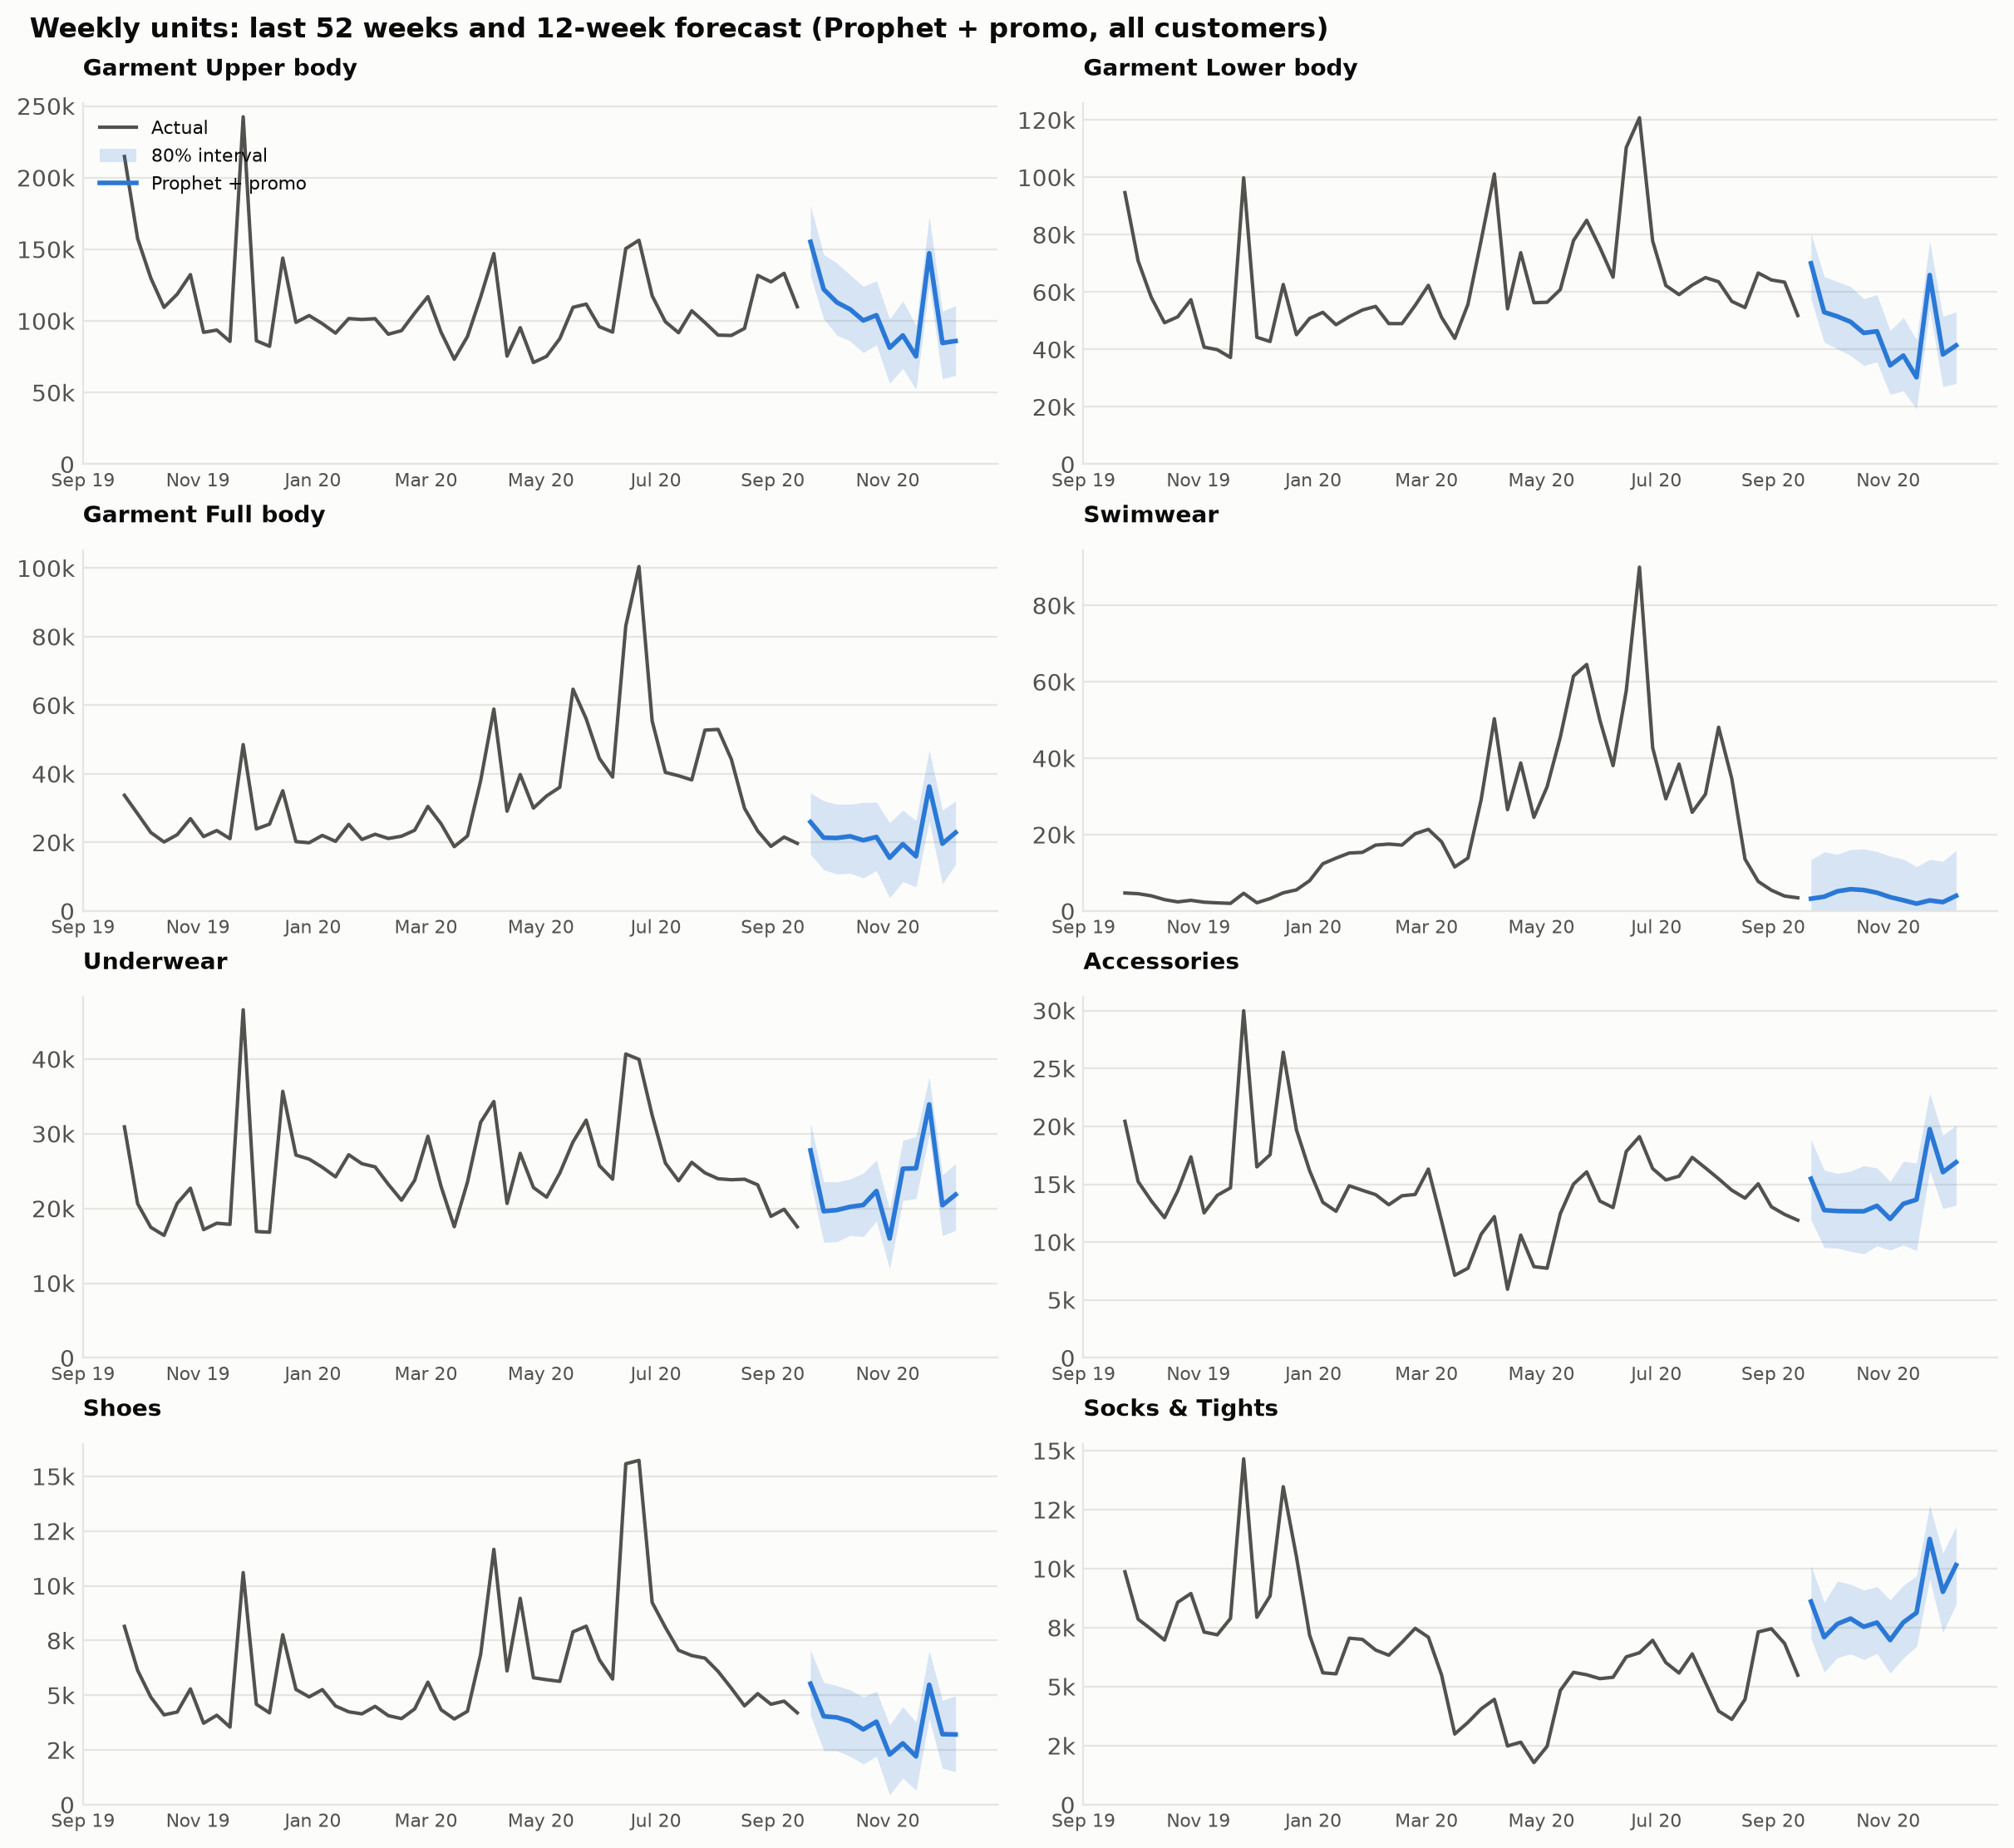 Weekly units: last 52 weeks and 12-week forecast (Prophet + promo, all customers)
Garment Upper body
250k
200k
150k
100k
50k
0
Actual
80% interval
Prophet + promo
Sep 19 Nov 19 Jan 20 Mar 20 May 20 Jul 20 Sep 20 Nov 20
Garment Lower body
120k
100k
80k
60k
40k
20k
0
Sep 19 Nov 19 Jan 20 Mar 20 May 20 Jul 20 Sep 20 Nov 20
Garment Full body
100k
80k
60k
40k
20k
0
Sep 19 Nov 19 Jan 20 Mar 20 May 20 Jul 20 Sep 20 Nov 20
Swimwear
80k
60k
40k
20k
0
Sep 19 Nov 19 Jan 20 Mar 20 May 20 Jul 20 Sep 20 Nov 20
Underwear
40k
30k
20k
10k
0
Sep 19 Nov 19 Jan 20 Mar 20 May 20 Jul 20 Sep 20 Nov 20
Accessories
30k
25k
20k
15k
10k
5k
0
Sep 19 Nov 19 Jan 20 Mar 20 May 20 Jul 20 Sep 20 Nov 20
Shoes
15k
12k
10k
8k
5k
2k
0
Sep 19 Nov 19 Jan 20 Mar 20 May 20 Jul 20 Sep 20 Nov 20
Socks & Tights
15k
12k
10k
8k
5k
2k
0
Sep 19 Nov 19 Jan 20 Mar 20 May 20 Jul 20 Sep 20 Nov 20